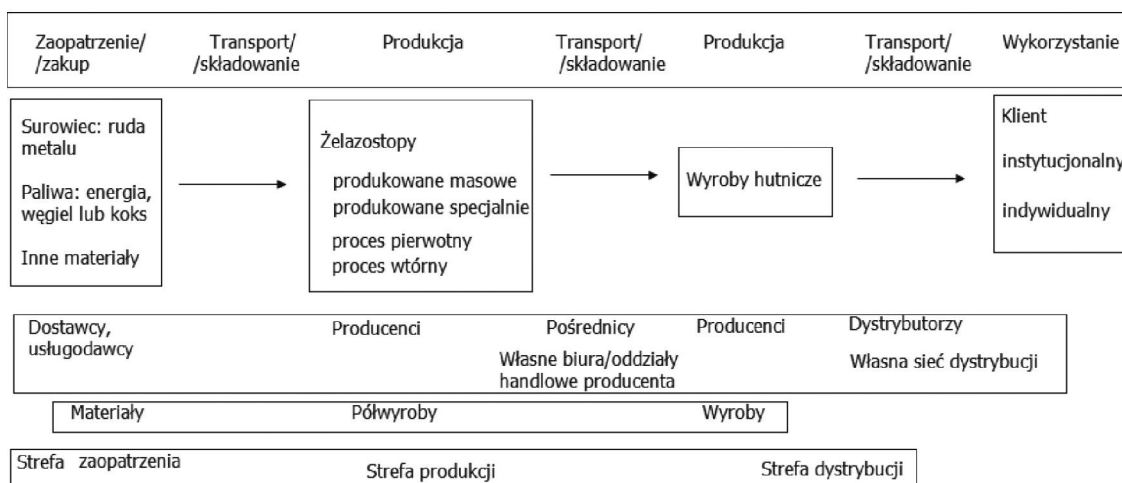 Zaopatrzenie/
/zakup
Transport/
/składowanie
Produkcja
Transport/
/składowanie
Produkcja
Transport/
/składowanie
Wykorzystanie
Surowiec: ruda
metalu
Paliwa: energia,
węgiel lub koks
Inne materiały
Żelazostopy
produkowane masowe
produkowane specjalnie
proces pierwotny
proces wtórny
Wyroby hutnicze
Klient
instytucjonalny
indywidualny
Dostawcy,
usługodawcy
Producenci
Pośrednicy
Własne biura/oddziały
handlowe producenta
Producenci
Dystrybutorzy
Własna sieć dystrybucji
Materiały
Półwyroby
Wyroby
Strefa zaopatrzenia
Strefa produkcji
Strefa dystrybucji